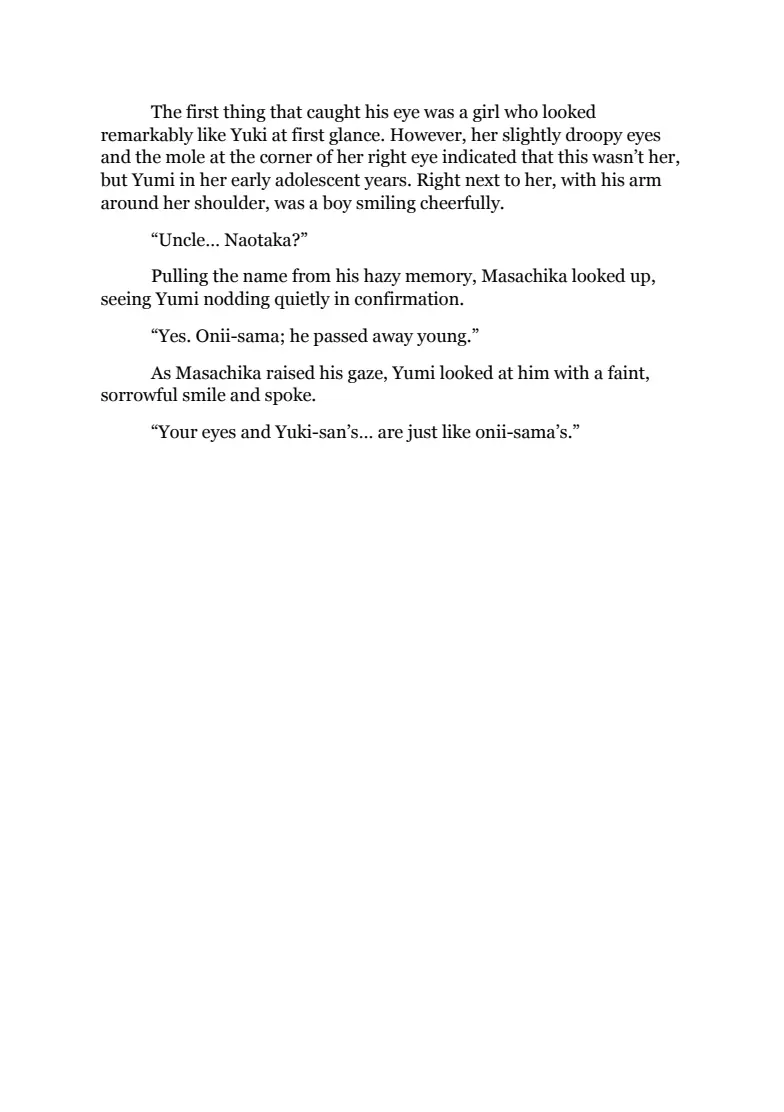 The first thing that caught his eye was a girl who looked
remarkably like Yuki at first glance. However, her slightly droopy eyes
and the mole at the corner of her right eye indicated that this wasn’t her,
but Yumi in her early adolescent years. Right next to her, with his arm
around her shoulder, was a boy smiling cheerfully.
“Uncle… Naotaka?”
Pulling the name from his hazy memory, Masachika looked up,
seeing Yumi nodding quietly in confirmation.
“Yes. Onii-sama; he passed away young.”
As Masachika raised his gaze, Yumi looked at him with a faint,
sorrowful smile and spoke.
“Your eyes and Yuki-san’s… are just like onii-sama’s.”